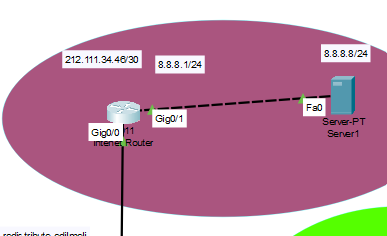 212.111.34.46/30
8.8.8.1/24
8.8.8.8/24
Gig0/0
Gig0/1
Fa0
Server-PT
Server1
Router